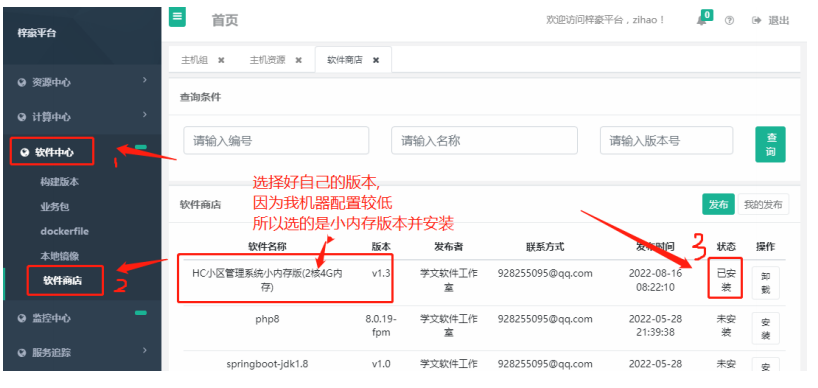 梓豪平台
首页
欢迎访问梓豪平台，zihao！
0
退出
主机组 ×
主机资源 ×
软件商店 ×
资源中心
计算中心
软件中心
构建版本
业务包
dockerfile
本地镜像
软件商店
监控中心
服务追踪
1
2
查询条件
请输入编号
请输入名称
请输入版本号
查
询
选择好自己的版本,
因为我机器配置较低
所以选的是小内存版本并安装
3
软件商店
发布
我的发布
软件名称 版本 发布者 联系方式 发布时间 状态 操作
HC小区管理系统小内存版(2核4G内
存)
v1.3
学文软件工作
室
928255095@qq.com
2022-08-16
08:22:10
已安
装
卸
载
php8
8.0.19-
fpm
学文软件工作
室
928255095@qq.com
2022-05-28
21:39:38
未安
装
安
装
springboot-jdk1.8
v1.0
学文软件工作
928255095@qq.com
2022-05-28
未安
安